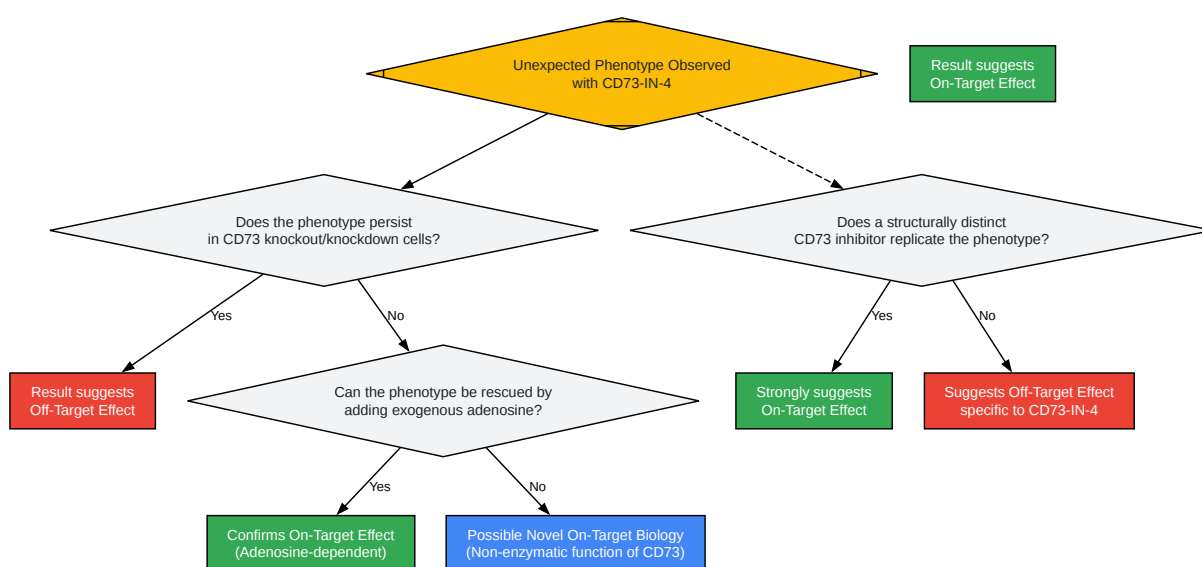 Unexpected Phenotype Observed
with CD73-IN-4
Result suggests
On-Target Effect
Does the phenotype persist
in CD73 knockout/knockdown cells?
Does a structurally distinct
CD73 inhibitor replicate the phenotype?
Yes
No
Yes
No
Result suggests
Off-Target Effect
Can the phenotype be rescued by
adding exogenous adenosine?
Strongly suggests
On-Target Effect
Suggests Off-Target Effect
specific to CD73-IN-4
Yes
No
Confirms On-Target Effect
(Adenosine-dependent)
Possible Novel On-Target Biology
(Non-enzymatic function of CD73)